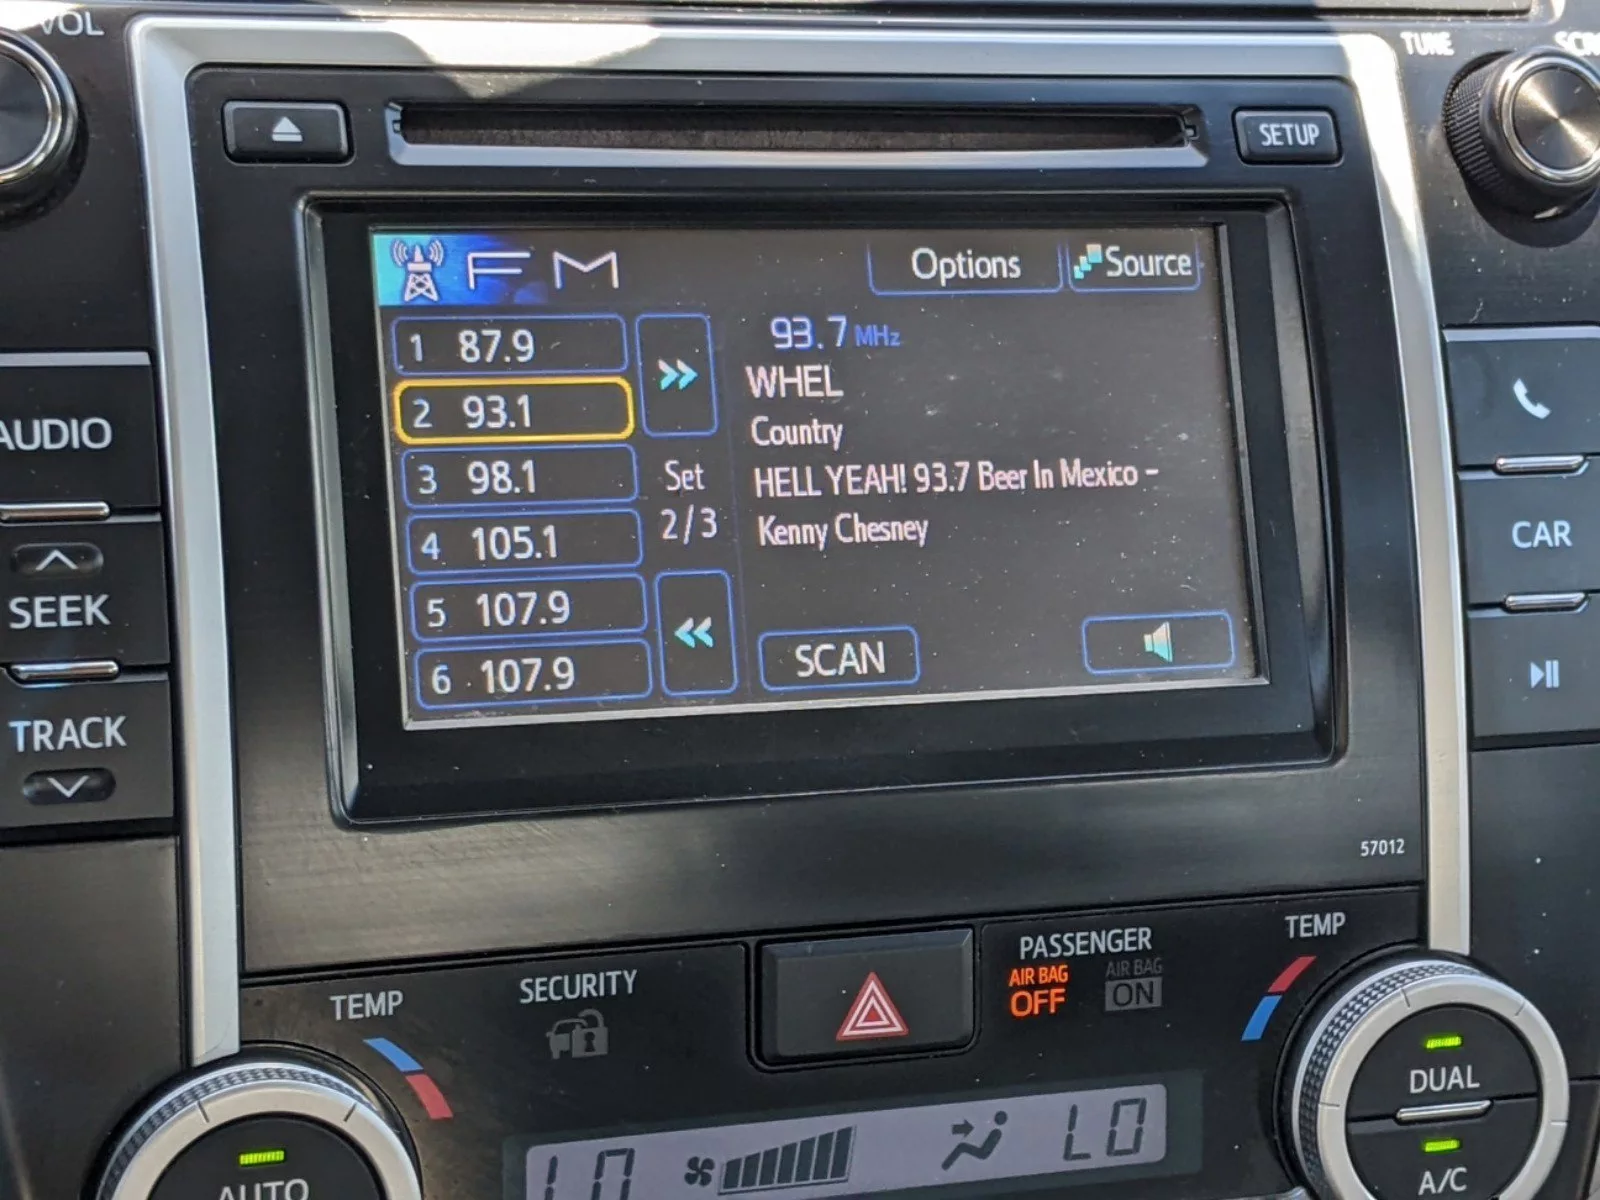 VOL
TUNE
SETUP
FM
Options
Source
1 87.9
2 93.1
3 98.1
4 105.1
5 107.9
6 107.9
Set
2/3
93.7 MHz
WHEL
Country
HELL YEAH! 93.7 Beer In Mexico -
Kenny Chesney
SCAN
AUDIO
SEEK
TRACK
CAR
57012
TEMP
SECURITY
PASSENGER
AIR BAG
OFF
AIR BAG
ON
TEMP
LO
LO
AUTO
DUAL
A/C